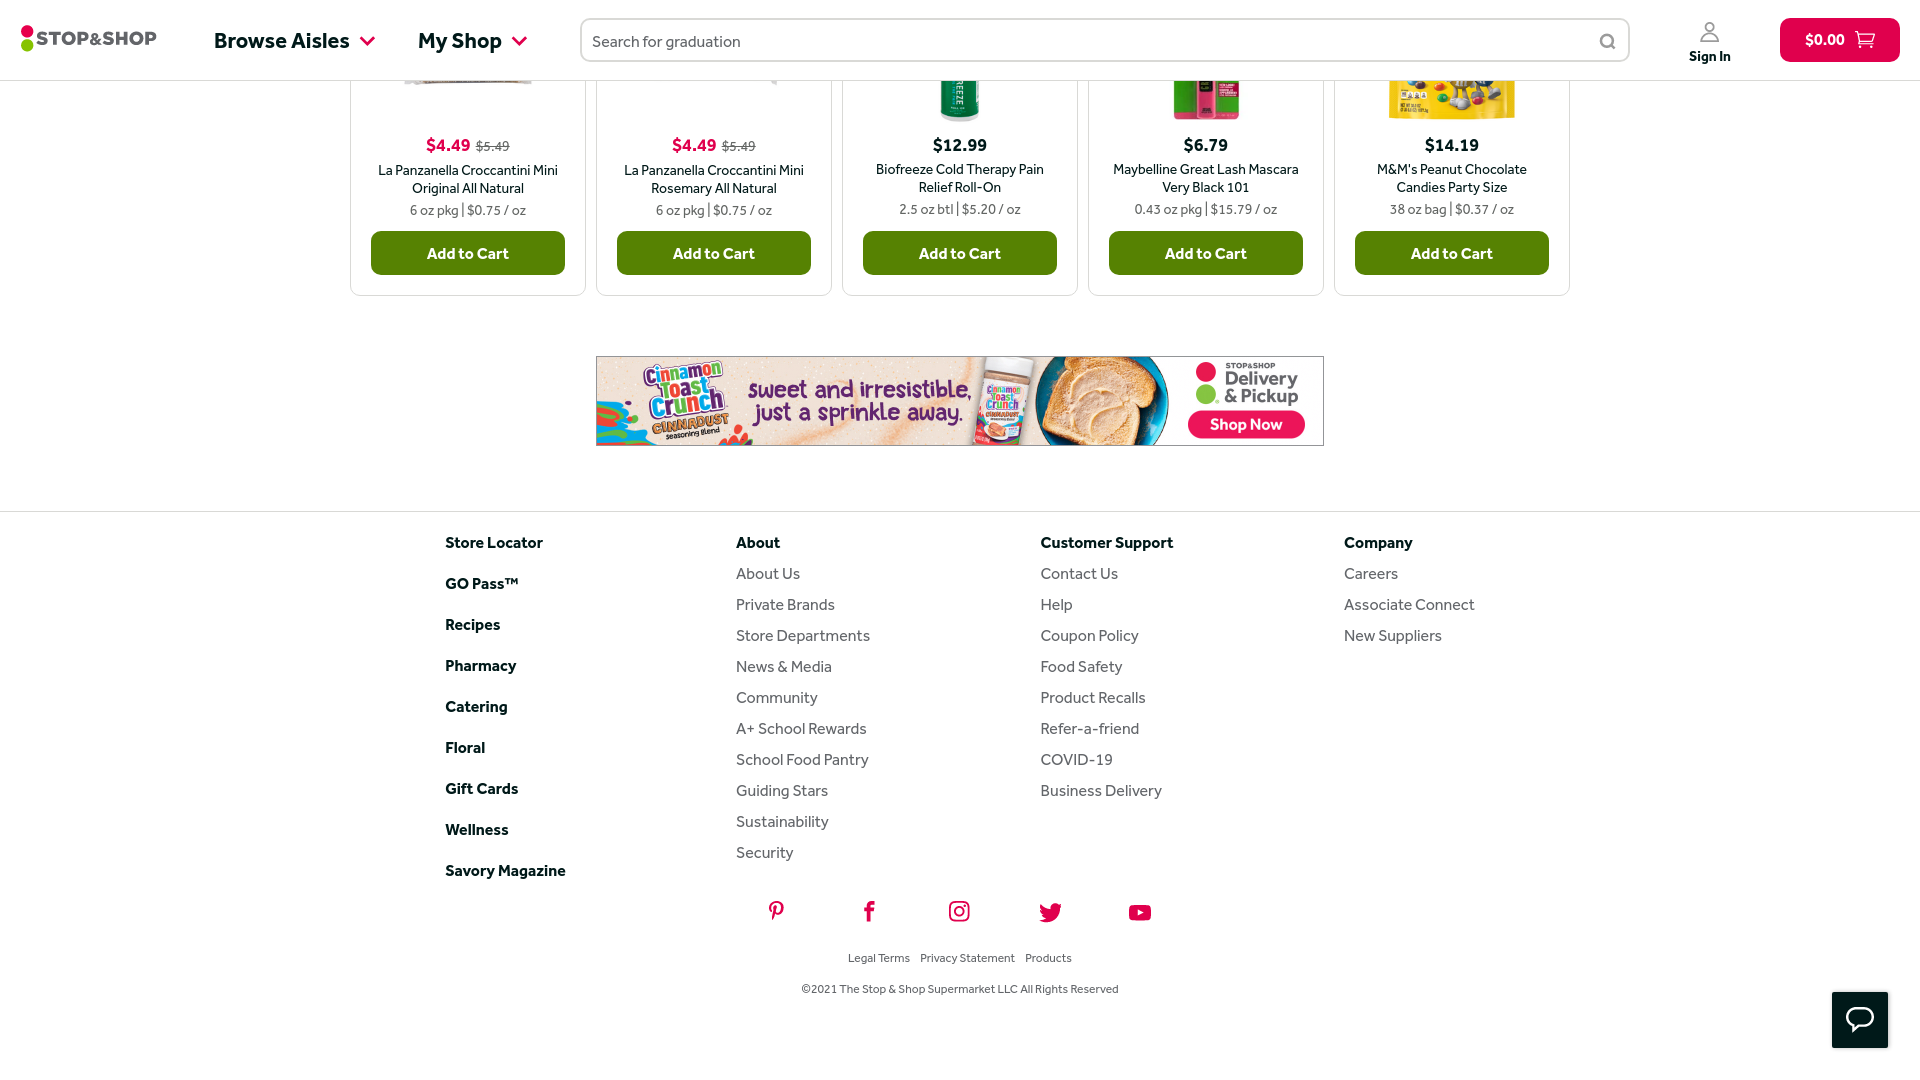 STOP&SHOP
Browse Aisles
My Shop
Search for graduation
Sign In
$0.00
$4.49 $5.49
La Panzanella Croccantini Mini
Original All Natural
6 oz pkg | $0.75 / oz
Add to Cart
$4.49 $5.49
La Panzanella Croccantini Mini
Rosemary All Natural
6 oz pkg | $0.75 / oz
Add to Cart
$12.99
Biofreeze Cold Therapy Pain
Relief Roll-On
2.5 oz btl | $5.20 / oz
Add to Cart
$6.79
Maybelline Great Lash Mascara
Very Black 101
0.43 oz pkg | $15.79 / oz
Add to Cart
$14.19
M&M's Peanut Chocolate
Candies Party Size
38 oz bag | $0.37 / oz
Add to Cart
Cinnamon
Toast
Crunch
CINNADUST
Seasoning Blend
sweet and irresistible,
just a sprinkle away.
Cinnamon
Toast
Crunch
CINNADUST
STOP&SHOP
Delivery
& Pickup
Shop Now
Store Locator
GO Pass™
Recipes
Pharmacy
Catering
Floral
Gift Cards
Wellness
Savory Magazine
About
About Us
Private Brands
Store Departments
News & Media
Community
A+ School Rewards
School Food Pantry
Guiding Stars
Sustainability
Security
Customer Support
Contact Us
Help
Coupon Policy
Food Safety
Product Recalls
Refer-a-friend
COVID-19
Business Delivery
Company
Careers
Associate Connect
New Suppliers
Legal Terms Privacy Statement Products
©2021 The Stop & Shop Supermarket LLC All Rights Reserved